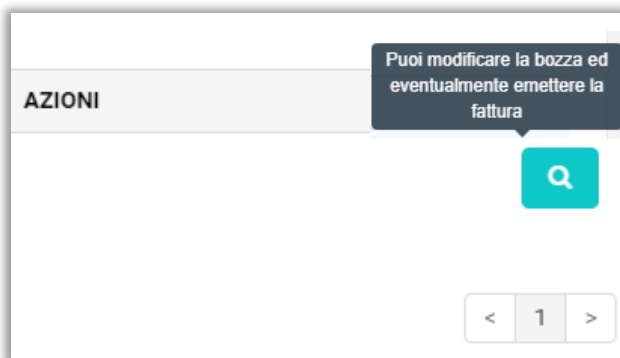 Puoi modificare la bozza ed
eventualmente emettere la
fattura
AZIONI
< 1 >